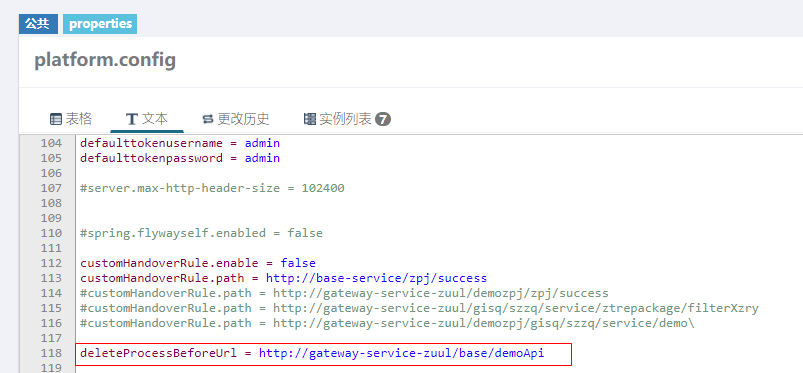 公共 properties
platform.config
表格 文本 更改历史 实例列表 7
104 defaulttokenusername = admin
105 defaulttokenpassword = admin
106
107 #server.max-http-header-size = 102400
108
109
110 #spring.flywayself.enabled = false
111
112 customHandoverRule.enable = false
113 customHandoverRule.path = http://base-service/zpj/success
114 #customHandoverRule.path = http://gateway-service-zuul/demozpj/zpj/success
115 #customHandoverRule.path = http://gateway-service-zuul/gisq/szzq/service/ztrepackage/filterXzry
116 #customHandoverRule.path = http://gateway-service-zuul/demozpj/gisq/szzq/service/demo\
117
118 deleteProcessBeforeUrl = http://gateway-service-zuul/base/demoApi
119